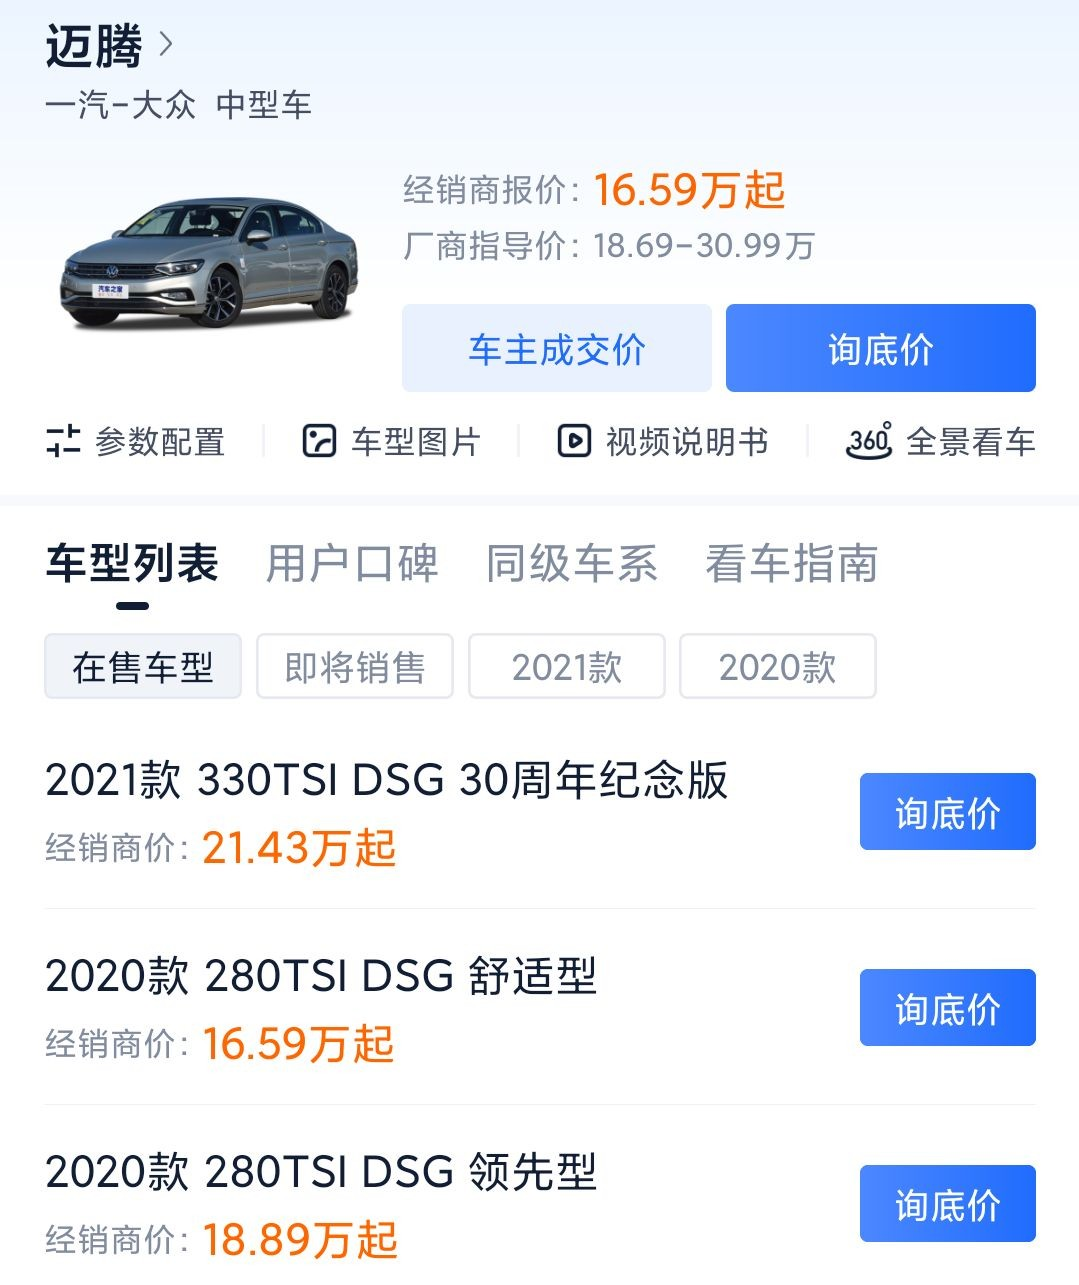 迈腾
一汽-大众 中型车
汽车之家
经销商报价: 16.59万起
厂商指导价: 18.69-30.99万
车主成交价
询底价
参数配置
车型图片
视频说明书
360° 全景看车
车型列表 用户口碑 同级车系 看车指南
在售车型 即将销售 2021款 2020款
2021款 330TSI DSG 30周年纪念版
经销商价: 21.43万起
询底价
2020款 280TSI DSG 舒适型
经销商价: 16.59万起
询底价
2020款 280TSI DSG 领先型
经销商价: 18.89万起
询底价